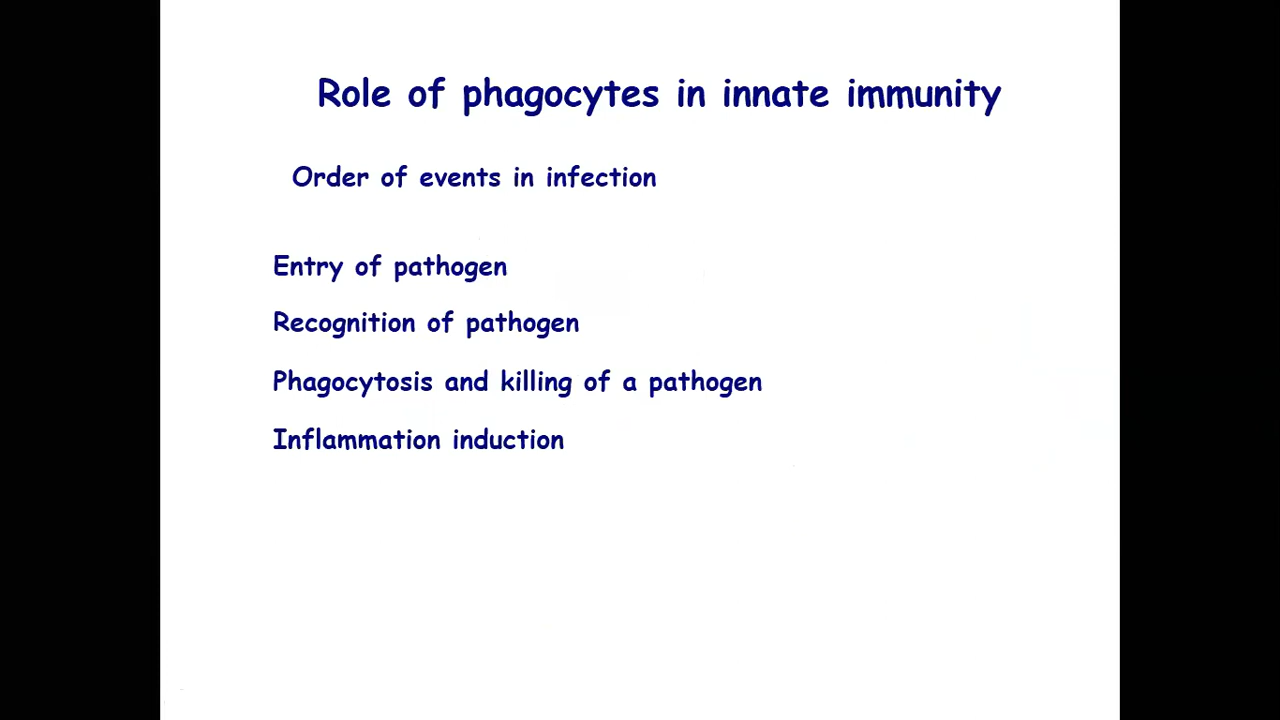 Role of phagocytes in innate immunity
Order of events in infection
Entry of pathogen
Recognition of pathogen
Phagocytosis and killing of a pathogen
Inflammation induction